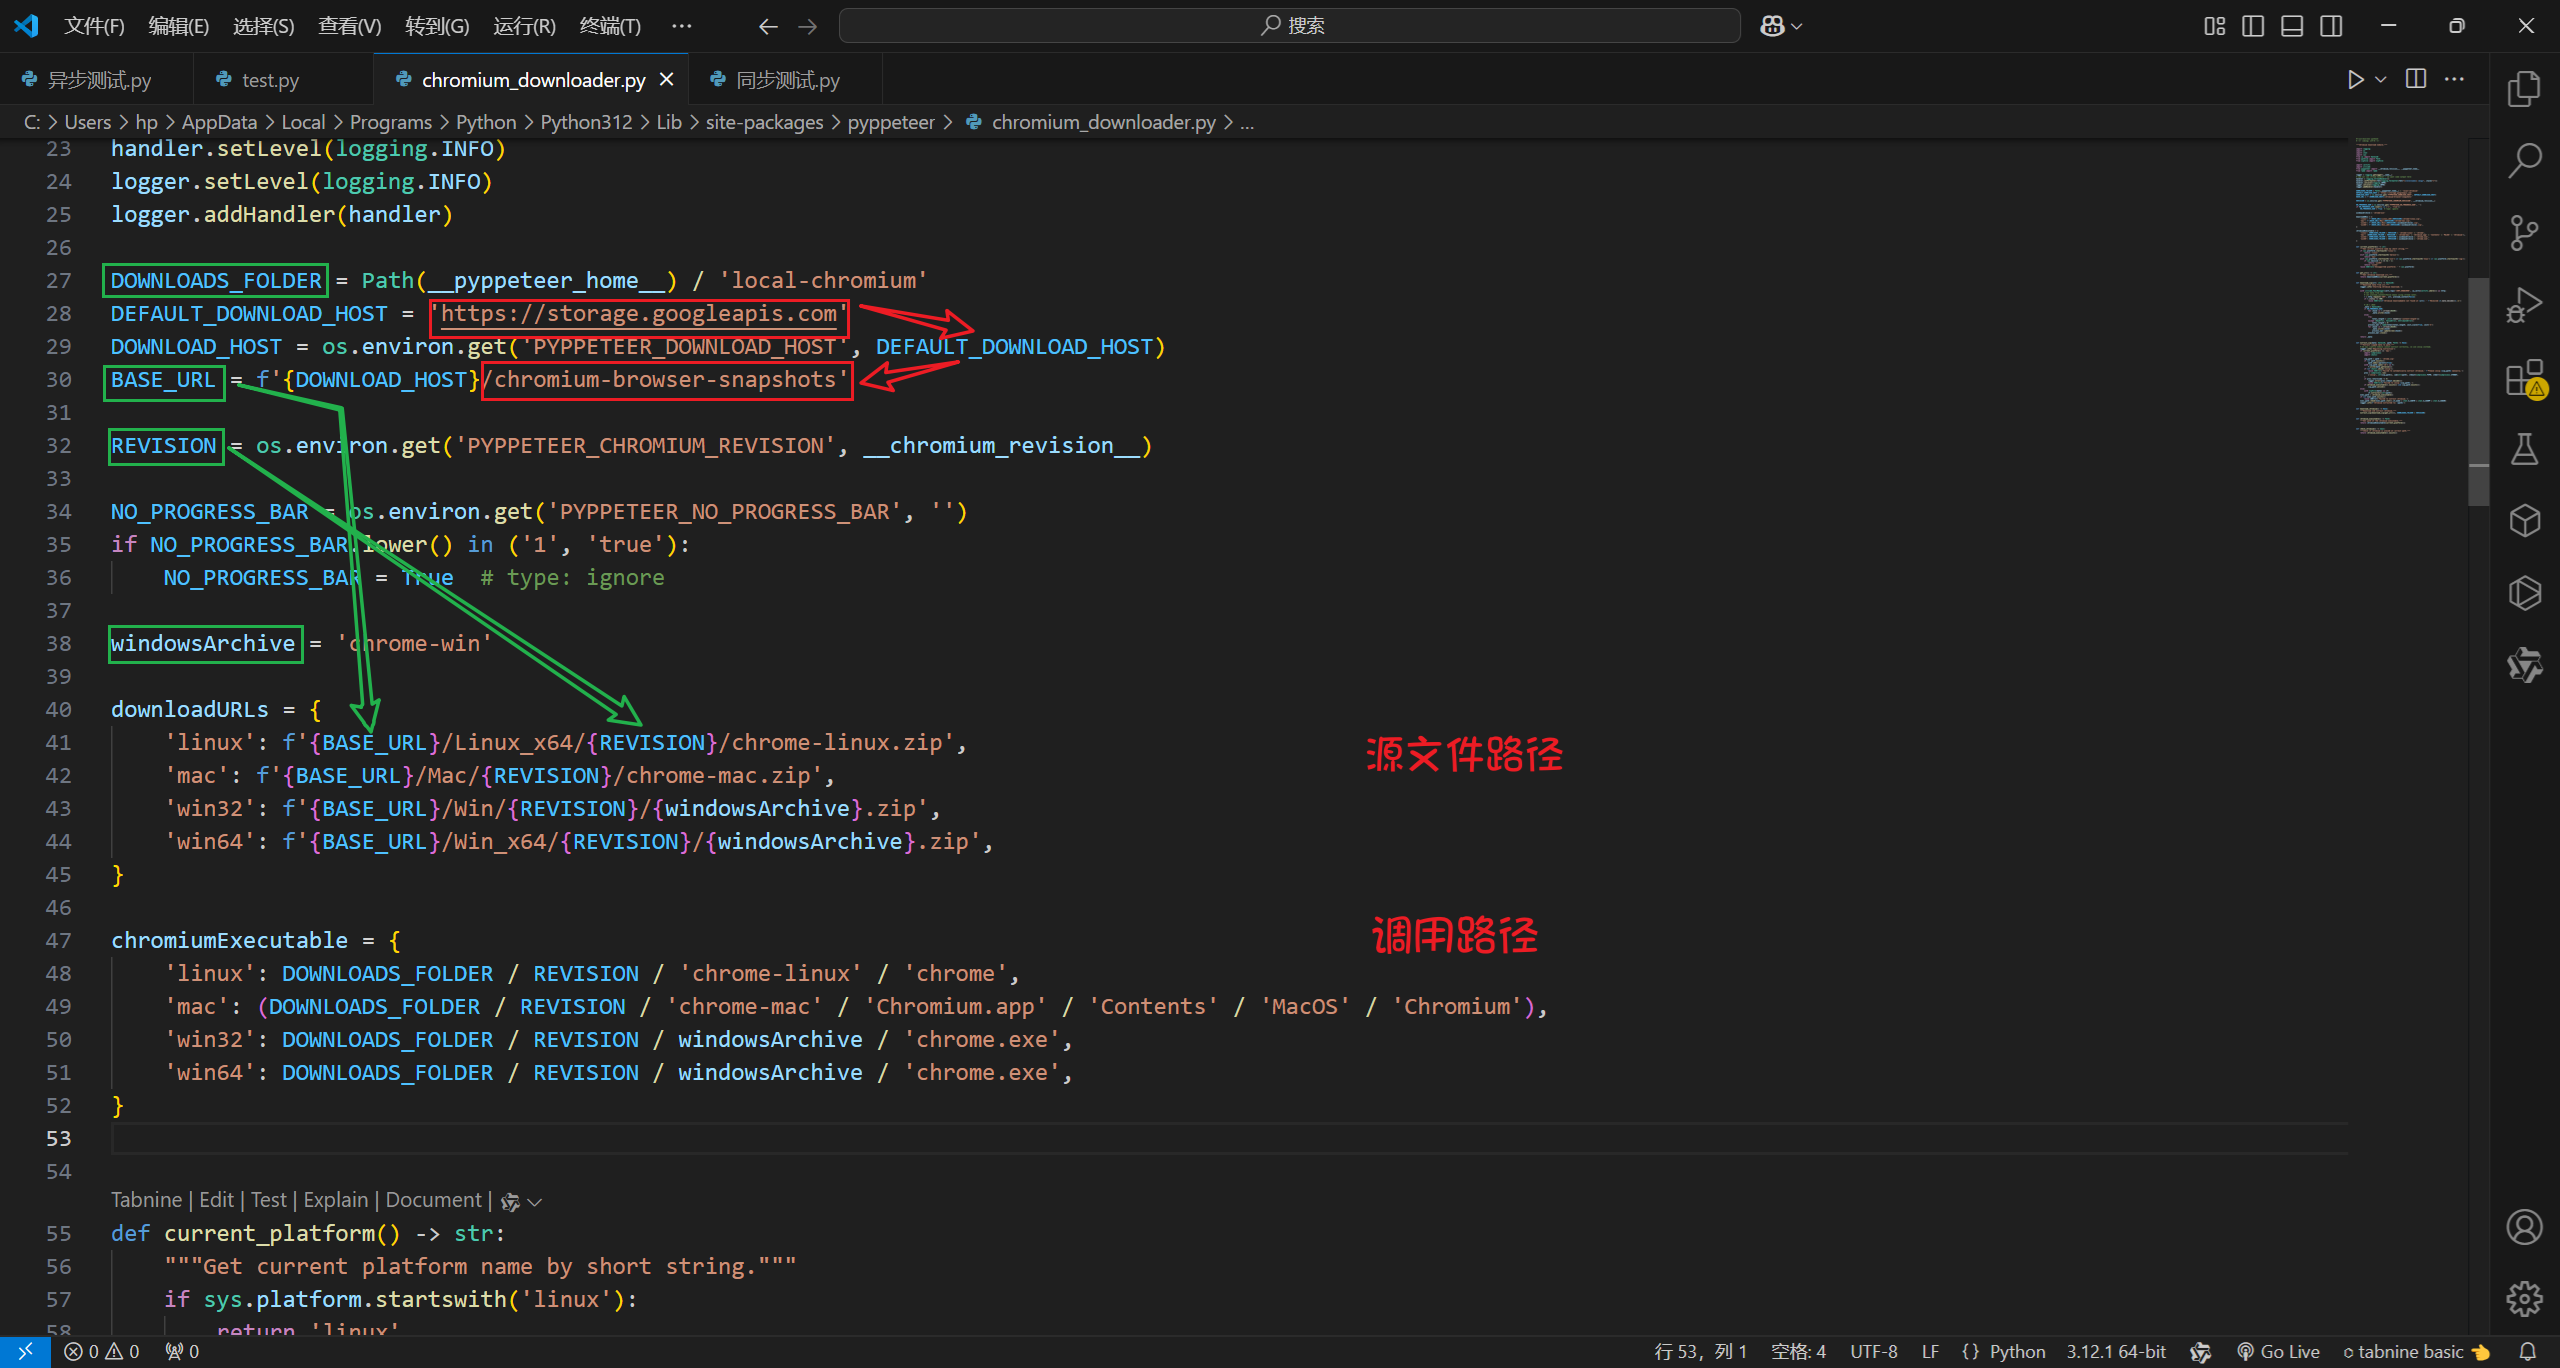 文件(F) 编辑(E) 选择(S) 查看(V) 转到(G) 运行(R) 终端(T) ··· 搜索
异步测试.py test.py chromium_downloader.py 同步测试.py
C: > Users > hp > AppData > Local > Programs > Python > Python312 > Lib > site-packages > pyppeteer > chromium_downloader.py > ...
23 handler.setLevel(logging.INFO)
24 logger.setLevel(logging.INFO)
25 logger.addHandler(handler)
26
27 DOWNLOADS_FOLDER = Path(__pyppeteer_home__) / 'local-chromium'
28 DEFAULT_DOWNLOAD_HOST = 'https://storage.googleapis.com'
29 DOWNLOAD_HOST = os.environ.get('PYPPETEER_DOWNLOAD_HOST', DEFAULT_DOWNLOAD_HOST)
30 BASE_URL = f'{DOWNLOAD_HOST}/chromium-browser-snapshots'
31
32 REVISION = os.environ.get('PYPPETEER_CHROMIUM_REVISION', __chromium_revision__)
33
34 NO_PROGRESS_BAR = os.environ.get('PYPPETEER_NO_PROGRESS_BAR', '')
35 if NO_PROGRESS_BAR.lower() in ('1', 'true'):
36     NO_PROGRESS_BAR = True  # type: ignore
37
38 windowsArchive = 'chrome-win'
39
40 downloadURLs = {
41     'linux': f'{BASE_URL}/Linux_x64/{REVISION}/chrome-linux.zip',
源文件路径
42     'mac': f'{BASE_URL}/Mac/{REVISION}/chrome-mac.zip',
43     'win32': f'{BASE_URL}/Win/{REVISION}/{windowsArchive}.zip',
44     'win64': f'{BASE_URL}/Win_x64/{REVISION}/{windowsArchive}.zip',
45 }
46
调用路径
47 chromiumExecutable = {
48     'linux': DOWNLOADS_FOLDER / REVISION / 'chrome-linux' / 'chrome',
49     'mac': (DOWNLOADS_FOLDER / REVISION / 'chrome-mac' / 'Chromium.app' / 'Contents' / 'MacOS' / 'Chromium'),
50     'win32': DOWNLOADS_FOLDER / REVISION / windowsArchive / 'chrome.exe',
51     'win64': DOWNLOADS_FOLDER / REVISION / windowsArchive / 'chrome.exe',
52 }
53
54
Tabnine | Edit | Test | Explain | Document |
55 def current_platform() -> str:
56     """Get current platform name by short string."""
57     if sys.platform.startswith('linux'):
58         return 'linux'
0 0 0 行 53，列 1 空格: 4 UTF-8 LF {} Python 3.12.1 64-bit Go Live tabnine basic